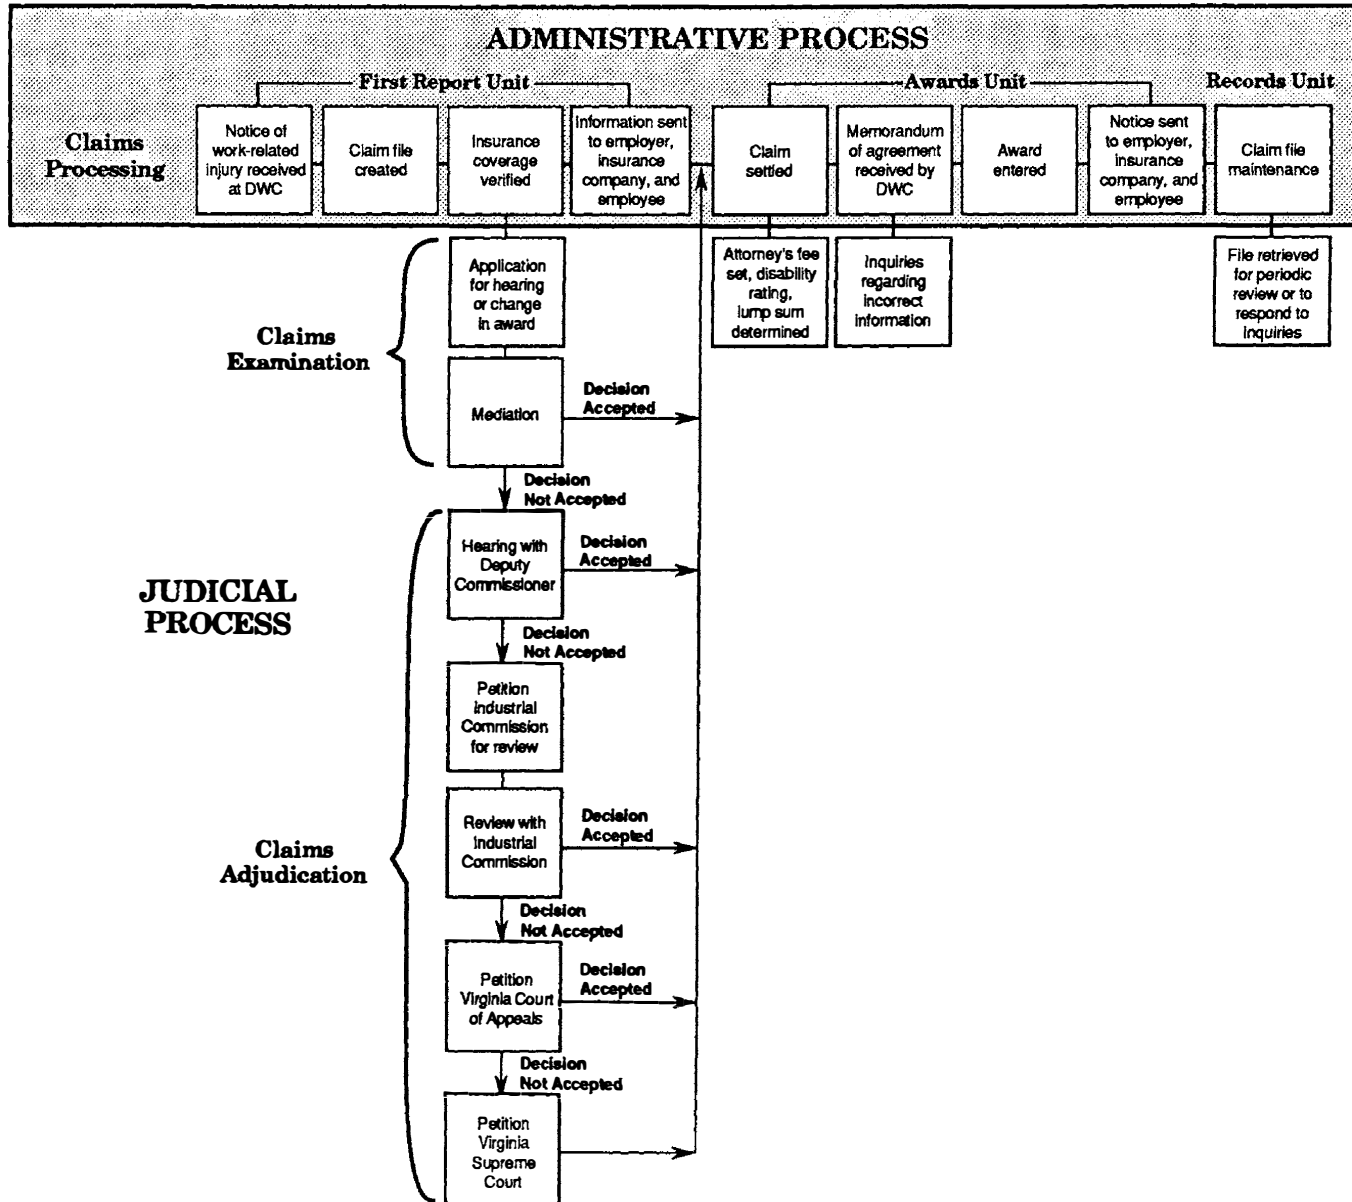 ADMINISTRATIVE PROCESS
First Report Unit
Awards Unit
Records Unit
Claims
Processing
Notice of
work-related
injury received
at DWC
Claim file
created
Insurance
coverage
verified
Information sent
to employer,
insurance
company, and
employee
Claim
settled
Memorandum
of agreement
received by
DWC
Award
entered
Notice sent
to employer,
insurance
company, and
employee
Claim file
maintenance
Attorney's fee
set, disability
rating,
lump sum
determined
Inquiries
regarding
incorrect
information
File retrieved
for periodic
review or to
respond to
inquiries
Claims
Examination
Application
for hearing
or change
in award
Mediation
Decision
Accepted
Decision
Not Accepted
JUDICIAL
PROCESS
Claims
Adjudication
Hearing with
Deputy
Commissioner
Decision
Accepted
Decision
Not Accepted
Petition
Industrial
Commission
for review
Review with
Industrial
Commission
Decision
Accepted
Decision
Not Accepted
Petition
Virginia Court
of Appeals
Decision
Accepted
Decision
Not Accepted
Petition
Virginia
Supreme
Court